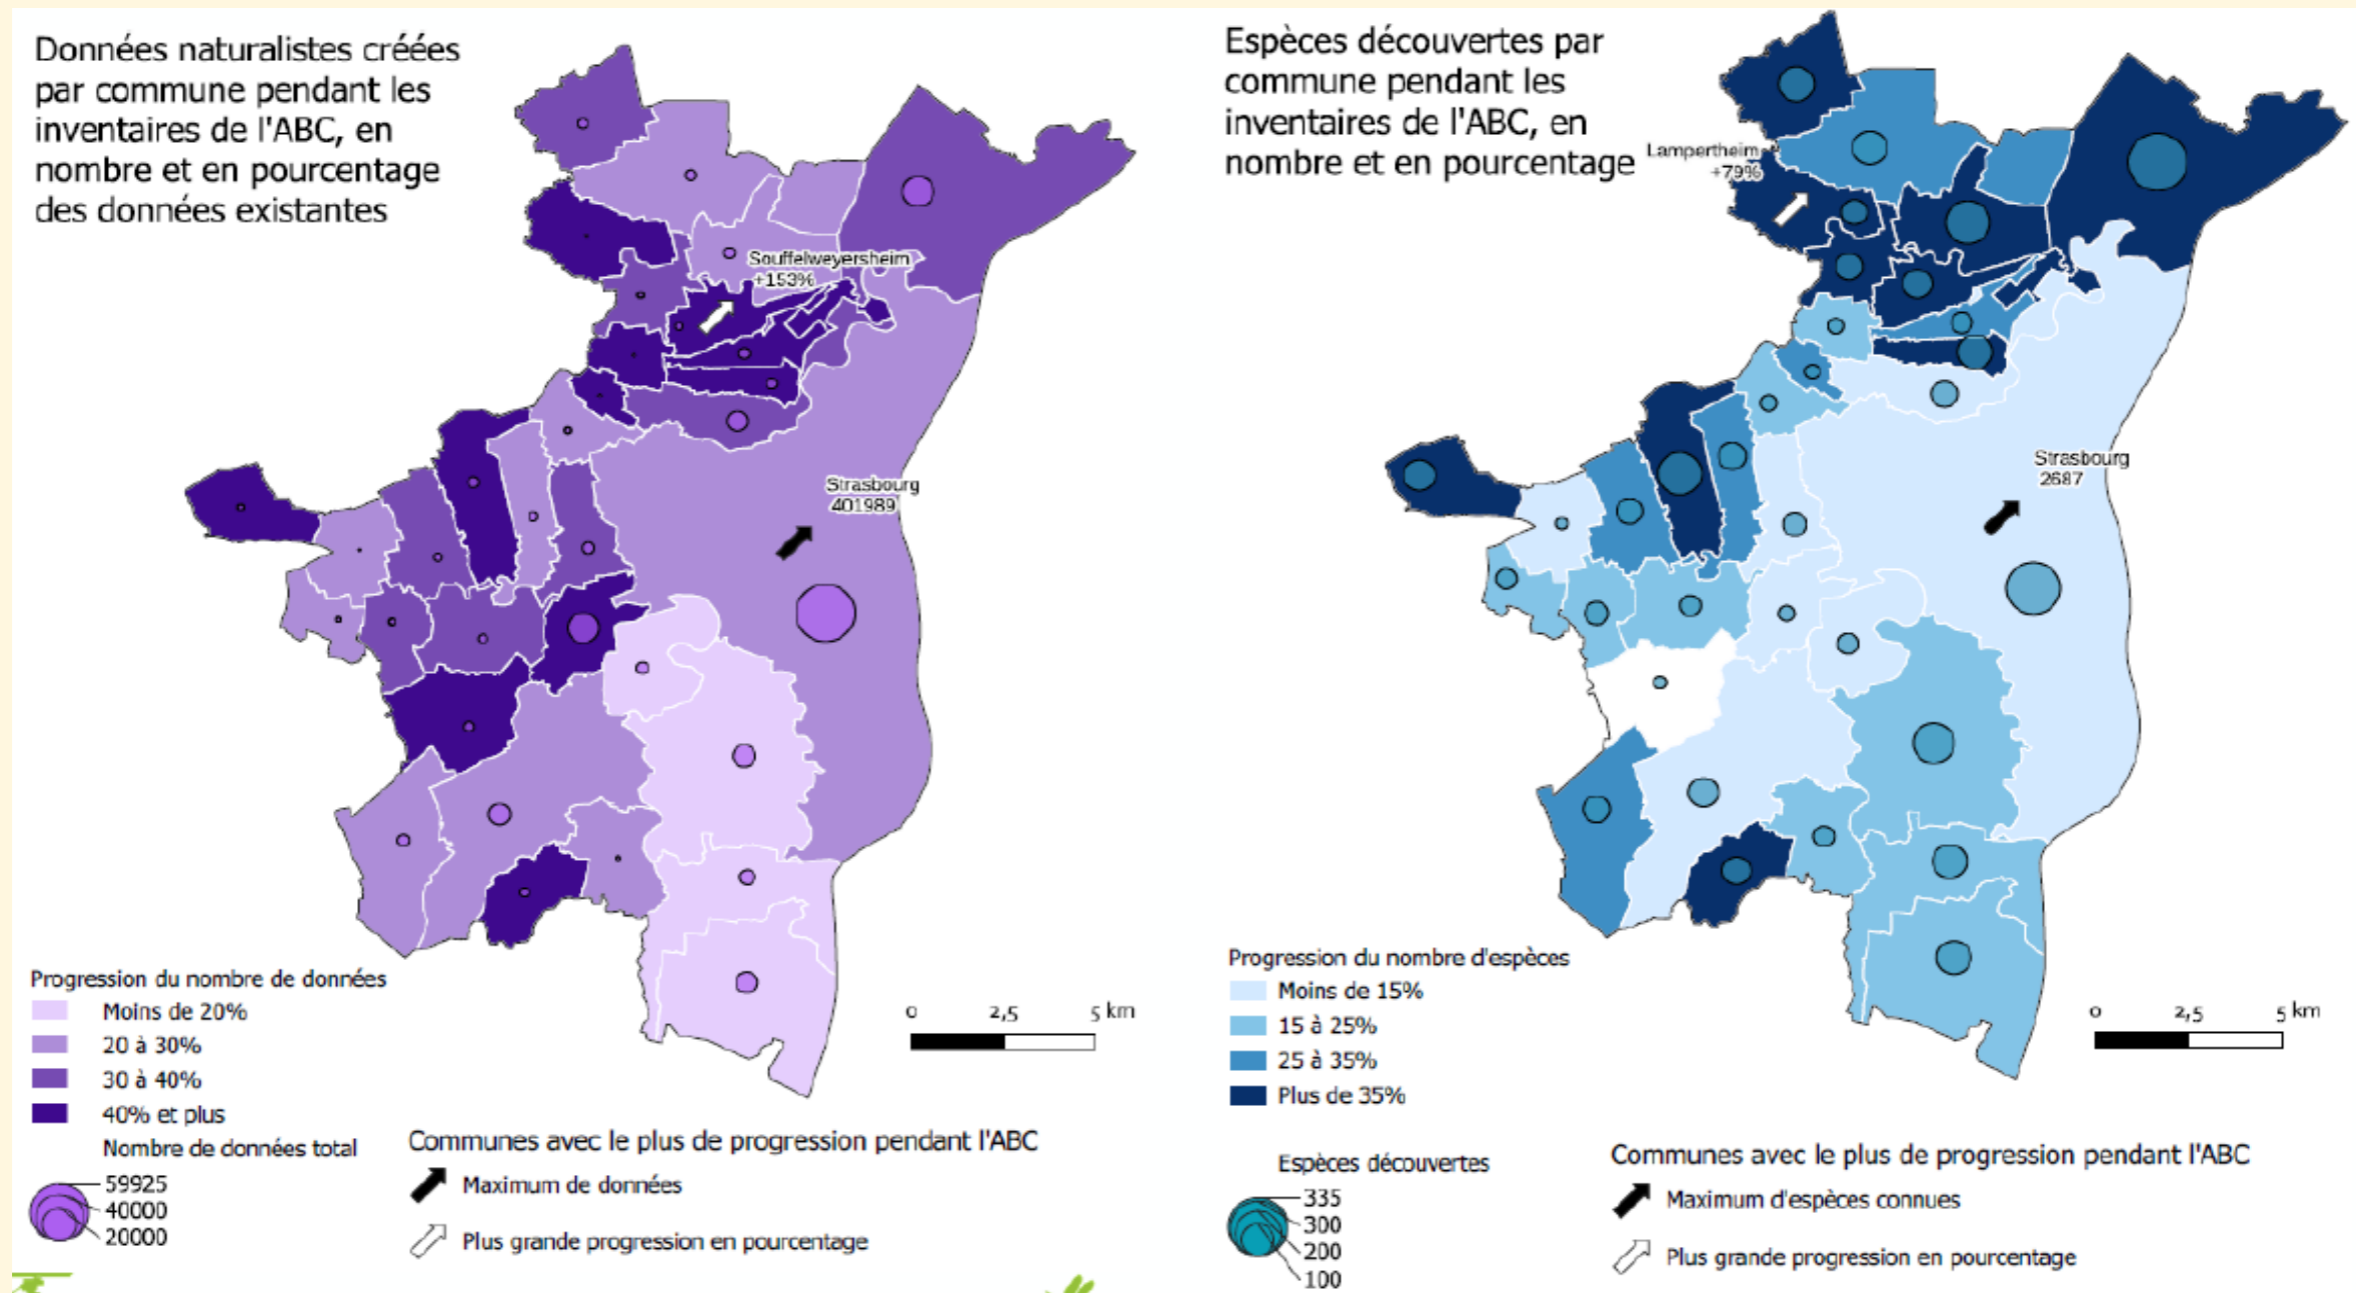 Données naturalistes créées
par commune pendant les
inventaires de l'ABC, en
nombre et en pourcentage
des données existantes
Souffelweyersheim
+153%
Strasbourg
401989
Progression du nombre de données
Moins de 20%
20 à 30%
30 à 40%
40% et plus
Nombre de données total
59925
40000
20000
0 2,5 5 km
Communes avec le plus de progression pendant l'ABC
Maximum de données
Plus grande progression en pourcentage
Espèces découvertes par
commune pendant les
inventaires de l'ABC, en
nombre et en pourcentage
Lampertheim
+79%
Strasbourg
2687
Progression du nombre d'espèces
Moins de 15%
15 à 25%
25 à 35%
Plus de 35%
Espèces découvertes
335
300
200
100
0 2,5 5 km
Communes avec le plus de progression pendant l'ABC
Maximum d'espèces connues
Plus grande progression en pourcentage